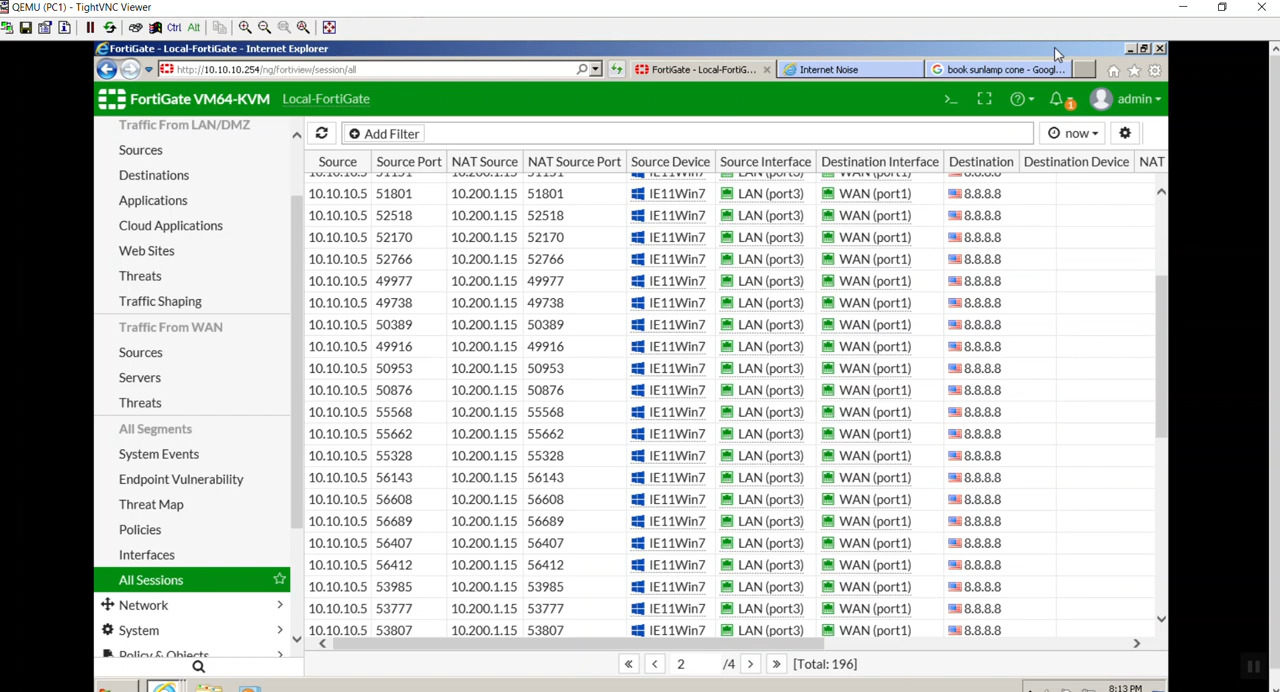 QEMU (PC1) - TightVNC Viewer
Ctrl Alt
FortiGate - Local-FortiGate - Internet Explorer
http://10.10.10.254/ng/fortiview/session/all
FortiGate - Local-FortiG...
Internet Noise
book sunlamp cone - Googl...
FortiGate VM64-KVM Local-FortiGate
1 admin
Traffic From LAN/DMZ
Sources
Destinations
Applications
Cloud Applications
Web Sites
Threats
Traffic Shaping
Traffic From WAN
Sources
Servers
Threats
All Segments
System Events
Endpoint Vulnerability
Threat Map
Policies
Interfaces
All Sessions
Network
System
Policy & Objects
Add Filter
now
Source Source Port NAT Source NAT Source Port Source Device Source Interface Destination Interface Destination Destination Device NAT
10.10.10.5 51151 10.200.1.15 51151 IE11Win7 LAN (port3) WAN (port1) 8.8.8.8
10.10.10.5 51801 10.200.1.15 51801 IE11Win7 LAN (port3) WAN (port1) 8.8.8.8
10.10.10.5 52518 10.200.1.15 52518 IE11Win7 LAN (port3) WAN (port1) 8.8.8.8
10.10.10.5 52170 10.200.1.15 52170 IE11Win7 LAN (port3) WAN (port1) 8.8.8.8
10.10.10.5 52766 10.200.1.15 52766 IE11Win7 LAN (port3) WAN (port1) 8.8.8.8
10.10.10.5 49977 10.200.1.15 49977 IE11Win7 LAN (port3) WAN (port1) 8.8.8.8
10.10.10.5 49738 10.200.1.15 49738 IE11Win7 LAN (port3) WAN (port1) 8.8.8.8
10.10.10.5 50389 10.200.1.15 50389 IE11Win7 LAN (port3) WAN (port1) 8.8.8.8
10.10.10.5 49916 10.200.1.15 49916 IE11Win7 LAN (port3) WAN (port1) 8.8.8.8
10.10.10.5 50953 10.200.1.15 50953 IE11Win7 LAN (port3) WAN (port1) 8.8.8.8
10.10.10.5 50876 10.200.1.15 50876 IE11Win7 LAN (port3) WAN (port1) 8.8.8.8
10.10.10.5 55568 10.200.1.15 55568 IE11Win7 LAN (port3) WAN (port1) 8.8.8.8
10.10.10.5 55662 10.200.1.15 55662 IE11Win7 LAN (port3) WAN (port1) 8.8.8.8
10.10.10.5 55328 10.200.1.15 55328 IE11Win7 LAN (port3) WAN (port1) 8.8.8.8
10.10.10.5 56143 10.200.1.15 56143 IE11Win7 LAN (port3) WAN (port1) 8.8.8.8
10.10.10.5 56608 10.200.1.15 56608 IE11Win7 LAN (port3) WAN (port1) 8.8.8.8
10.10.10.5 56689 10.200.1.15 56689 IE11Win7 LAN (port3) WAN (port1) 8.8.8.8
10.10.10.5 56407 10.200.1.15 56407 IE11Win7 LAN (port3) WAN (port1) 8.8.8.8
10.10.10.5 56412 10.200.1.15 56412 IE11Win7 LAN (port3) WAN (port1) 8.8.8.8
10.10.10.5 53985 10.200.1.15 53985 IE11Win7 LAN (port3) WAN (port1) 8.8.8.8
10.10.10.5 53777 10.200.1.15 53777 IE11Win7 LAN (port3) WAN (port1) 8.8.8.8
10.10.10.5 53807 10.200.1.15 53807 IE11Win7 LAN (port3) WAN (port1) 8.8.8.8
« ‹ 2 /4 › » [Total: 196]
8:13 PM